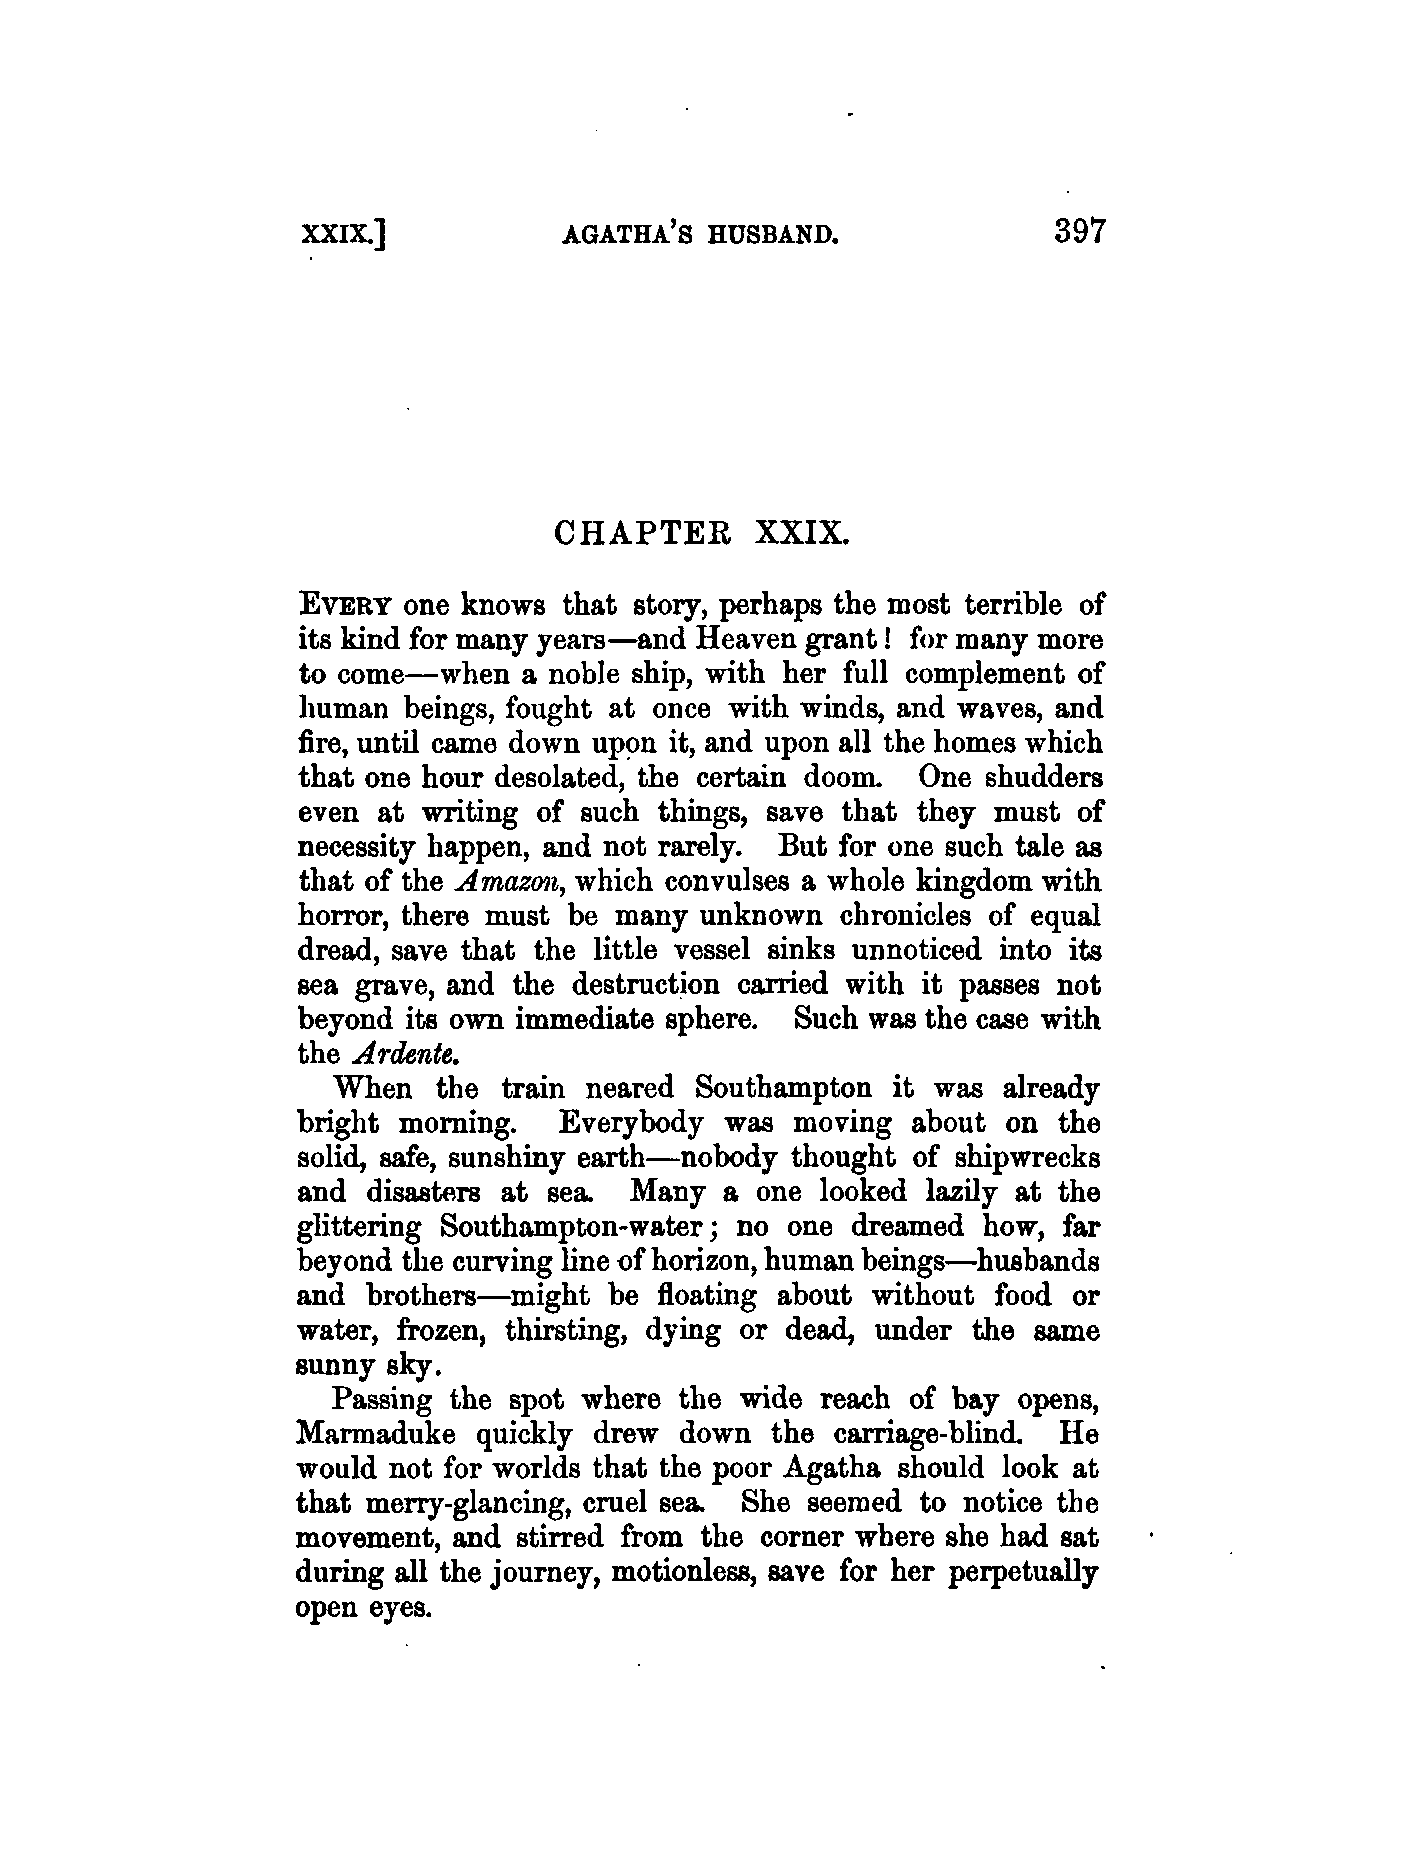 XXIX.] AGATHA'S HUSBAND. 397
CHAPTER XXIX.
EVERY one knows that story, perhaps the most terrible of
its kind for many years—and Heaven grant! for many more
to come—when a noble ship, with her full complement of
human beings, fought at once with winds, and waves, and
fire, until came down upon it, and upon all the homes which
that one hour desolated, the certain doom. One shudders
even at writing of such things, save that they must of
necessity happen, and not rarely. But for one such tale as
that of the Amazon, which convulses a whole kingdom with
horror, there must be many unknown chronicles of equal
dread, save that the little vessel sinks unnoticed into its
sea grave, and the destruction carried with it passes not
beyond its own immediate sphere. Such was the case with
the Ardente.
When the train neared Southampton it was already
bright morning. Everybody was moving about on the
solid, safe, sunshiny earth—nobody thought of shipwrecks
and disasters at sea. Many a one looked lazily at the
glittering Southampton-water; no one dreamed how, far
beyond the curving line of horizon, human beings—husbands
and brothers—might be floating about without food or
water, frozen, thirsting, dying or dead, under the same
sunny sky.
Passing the spot where the wide reach of bay opens,
Marmaduke quickly drew down the carriage-blind. He
would not for worlds that the poor Agatha should look at
that merry-glancing, cruel sea. She seemed to notice the
movement, and stirred from the corner where she had sat
during all the journey, motionless, save for her perpetually
open eyes.